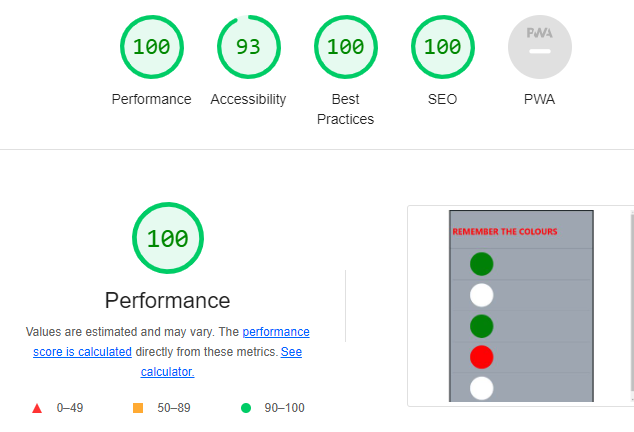 100
93
100
100
PWA
Performance
Accessibility
Best
Practices
SEO
PWA
100
Performance
Values are estimated and may vary. The performance
score is calculated directly from these metrics. See
calculator.
0–49
50–89
90–100
REMEMBER THE COLOURS